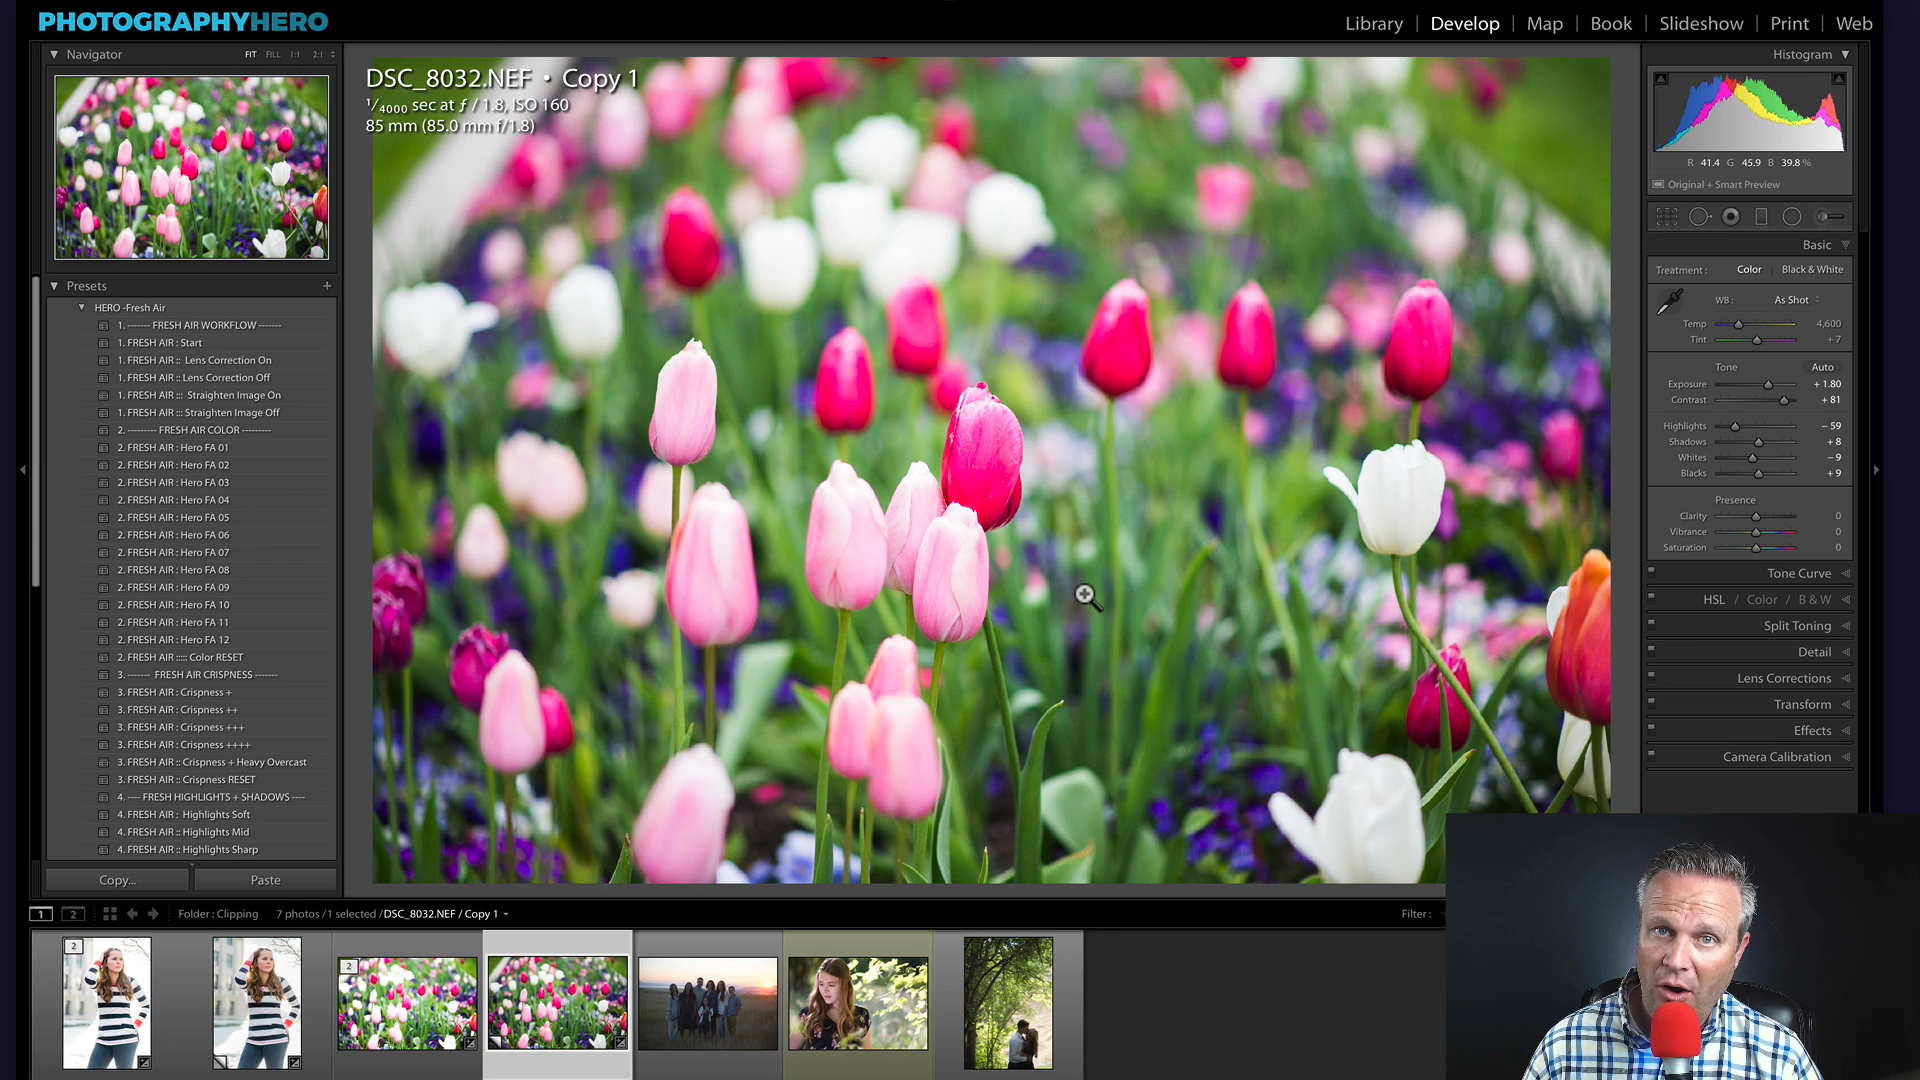 PHOTOGRAPHYHERO
Library | Develop | Map | Book | Slideshow | Print | Web
Navigator FIT FILL 1:1 2:1
Presets +
HERO -Fresh Air
1. ------- FRESH AIR WORKFLOW -------
1. FRESH AIR : Start
1. FRESH AIR :: Lens Correction On
1. FRESH AIR :: Lens Correction Off
1. FRESH AIR ::: Straighten Image On
1. FRESH AIR ::: Straighten Image Off
2. --------- FRESH AIR COLOR ---------
2. FRESH AIR : Hero FA 01
2. FRESH AIR : Hero FA 02
2. FRESH AIR : Hero FA 03
2. FRESH AIR : Hero FA 04
2. FRESH AIR : Hero FA 05
2. FRESH AIR : Hero FA 06
2. FRESH AIR : Hero FA 07
2. FRESH AIR : Hero FA 08
2. FRESH AIR : Hero FA 09
2. FRESH AIR : Hero FA 10
2. FRESH AIR : Hero FA 11
2. FRESH AIR : Hero FA 12
2. FRESH AIR ::::: Color RESET
3. ------- FRESH AIR CRISPNESS -------
3. FRESH AIR : Crispness +
3. FRESH AIR : Crispness ++
3. FRESH AIR : Crispness +++
3. FRESH AIR : Crispness ++++
3. FRESH AIR :: Crispness + Heavy Overcast
3. FRESH AIR :: Crispness RESET
4. ---- FRESH HIGHLIGHTS + SHADOWS ----
4. FRESH AIR : Highlights Soft
4. FRESH AIR :: Highlights Mid
4. FRESH AIR :: Highlights Sharp
Copy... Paste
DSC_8032.NEF • Copy 1
1/4000 sec at ƒ / 1.8, ISO 160
85 mm (85.0 mm f/1.8)
Histogram
R 41.4 G 45.9 B 39.8 %
Original + Smart Preview
Basic
Treatment : Color | Black & White
WB : As Shot
Temp 4,600
Tint + 7
Tone Auto
Exposure + 1.80
Contrast + 81
Highlights – 59
Shadows + 8
Whites – 9
Blacks + 9
Presence
Clarity 0
Vibrance 0
Saturation 0
Tone Curve
HSL / Color / B & W
Split Toning
Detail
Lens Corrections
Transform
Effects
Camera Calibration
1 2 Folder : Clipping 7 photos / 1 selected / DSC_8032.NEF / Copy 1 Filter :
2
2